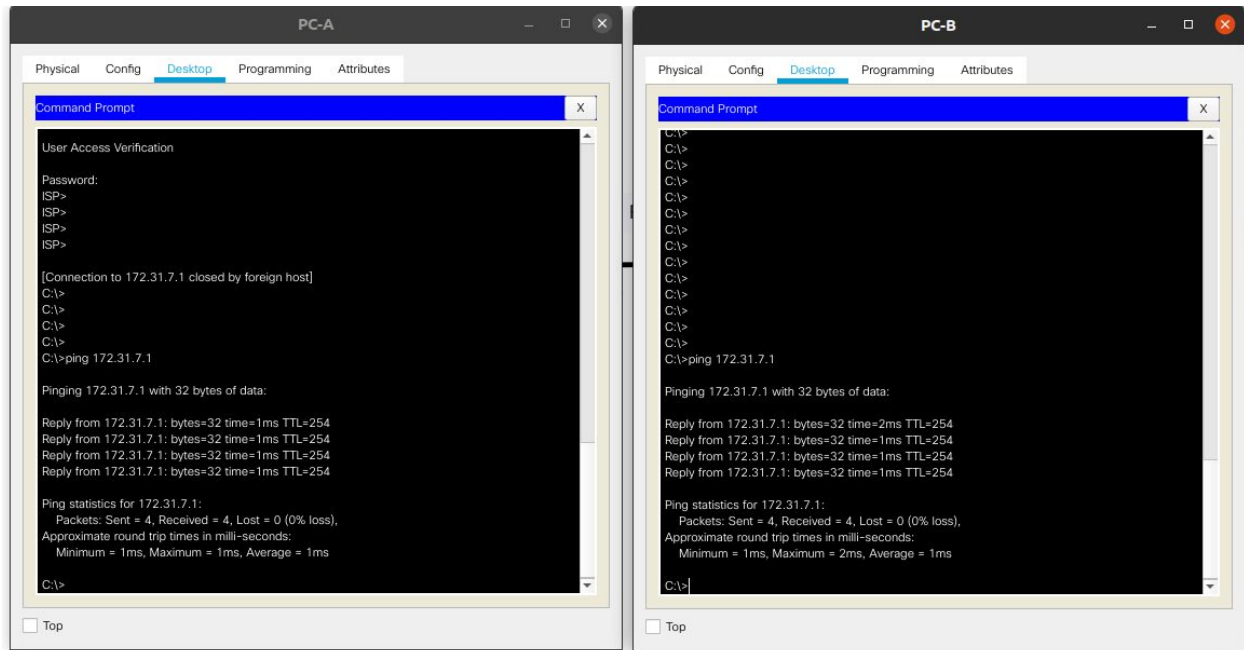 PC-A
Physical Config Desktop Programming Attributes
Command Prompt X
User Access Verification
Password:
ISP>
ISP>
ISP>
ISP>
[Connection to 172.31.7.1 closed by foreign host]
C:\>
C:\>
C:\>
C:\>
C:\>ping 172.31.7.1
Pinging 172.31.7.1 with 32 bytes of data:
Reply from 172.31.7.1: bytes=32 time=1ms TTL=254
Reply from 172.31.7.1: bytes=32 time=1ms TTL=254
Reply from 172.31.7.1: bytes=32 time=1ms TTL=254
Reply from 172.31.7.1: bytes=32 time=1ms TTL=254
Ping statistics for 172.31.7.1:
Packets: Sent = 4, Received = 4, Lost = 0 (0% loss),
Approximate round trip times in milli-seconds:
Minimum = 1ms, Maximum = 1ms, Average = 1ms
C:\>
Top
PC-B
Physical Config Desktop Programming Attributes
Command Prompt X
C:\>
C:\>
C:\>
C:\>
C:\>
C:\>
C:\>
C:\>
C:\>
C:\>
C:\>
C:\>
C:\>
C:\>
C:\>ping 172.31.7.1
Pinging 172.31.7.1 with 32 bytes of data:
Reply from 172.31.7.1: bytes=32 time=2ms TTL=254
Reply from 172.31.7.1: bytes=32 time=1ms TTL=254
Reply from 172.31.7.1: bytes=32 time=1ms TTL=254
Reply from 172.31.7.1: bytes=32 time=1ms TTL=254
Ping statistics for 172.31.7.1:
Packets: Sent = 4, Received = 4, Lost = 0 (0% loss),
Approximate round trip times in milli-seconds:
Minimum = 1ms, Maximum = 2ms, Average = 1ms
C:\>
Top